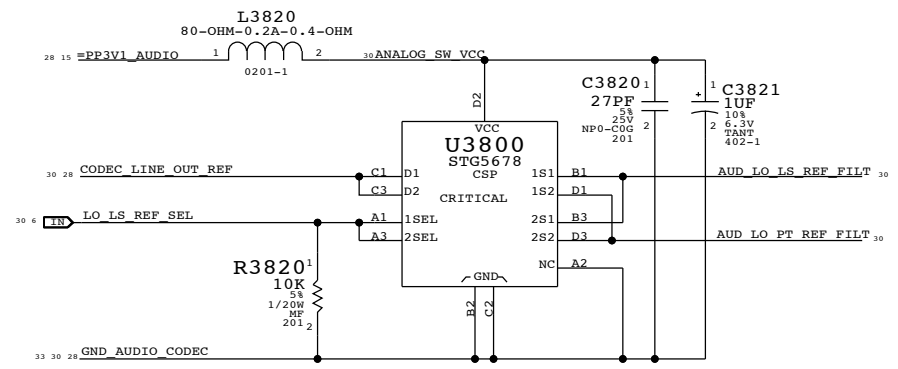 L3820
80-OHM-0.2A-0.4-OHM
28 15 =PP3V1_AUDIO 1 2 30 ANALOG_SW_VCC
0201-1
C3820 1
27PF
5%
25V
NP0-C0G 2
201
+ 1 C3821
1UF
10%
2 6.3V
TANT
402-1
D2
VCC
U3800
STG5678
CSP
CRITICAL
30 28 CODEC_LINE_OUT_REF C1 D1
C3 D2
30 6 IN LO_LS_REF_SEL A1 1SEL
A3 2SEL
1S1 B1 AUD_LO_LS_REF_FILT 30
1S2 D1
2S1 B3
2S2 D3 AUD_LO_PT_REF_FILT 30
NC A2
GND
B2
C2
R3820 1
10K
5%
1/20W
MF
201 2
33 30 28 GND_AUDIO_CODEC